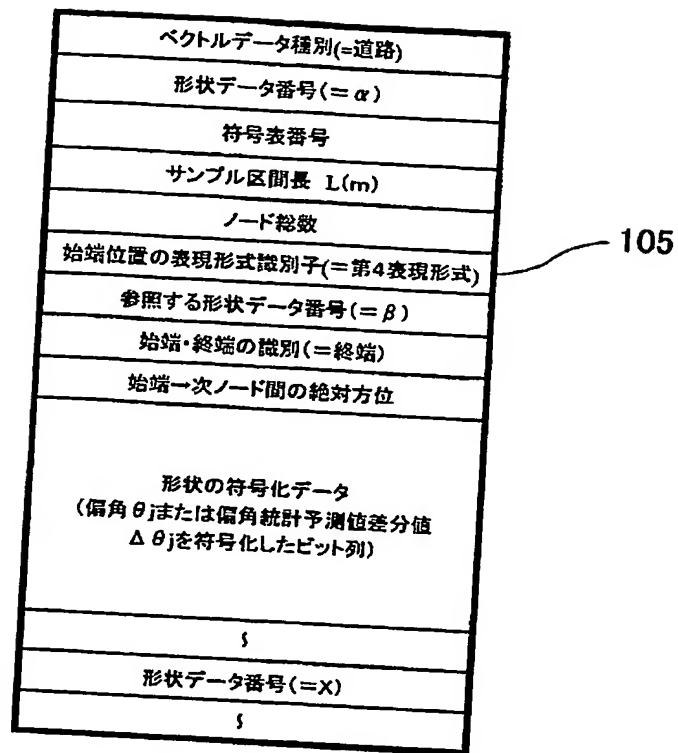 ベクトルデータ種別(=道路)
形状データ番号(=α)
符号表番号
サンプル区間長 L(m)
ノード総数
始端位置の表現形式識別子(=第4表現形式)
105
参照する形状データ番号(=β)
始端・終端の識別(=終端)
始端→次ノード間の絶対方位
形状の符号化データ
(偏角θjまたは偏角統計予測値差分値
Δθjを符号化したビット列)
∫
形状データ番号(=X)
∫